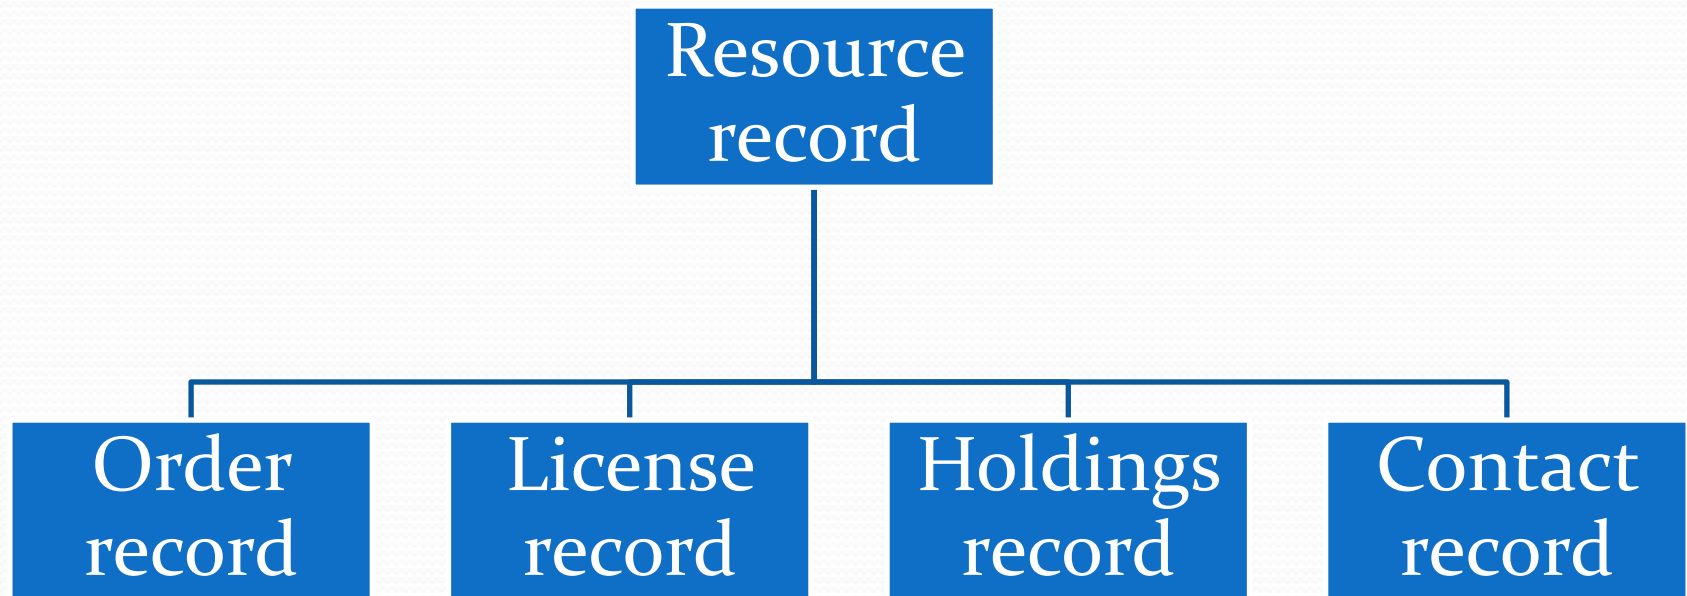 Resource
record
Order
record
License
record
Holdings
record
Contact
record